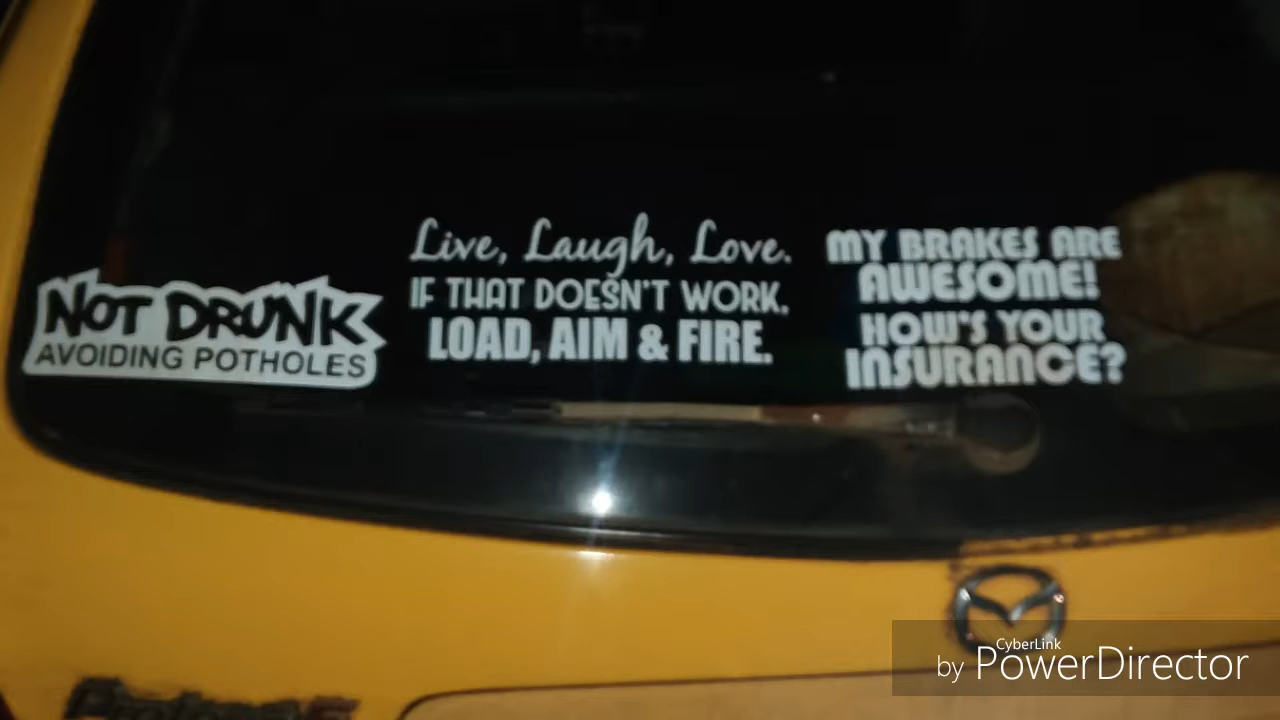 NOT DRUNK
AVOIDING POTHOLES
Live, Laugh, Love.
IF THAT DOESN'T WORK.
LOAD, AIM & FIRE.
MY BRAKES ARE
AWESOME!
HOW'S YOUR
INSURANCE?
CyberLink
by PowerDirector